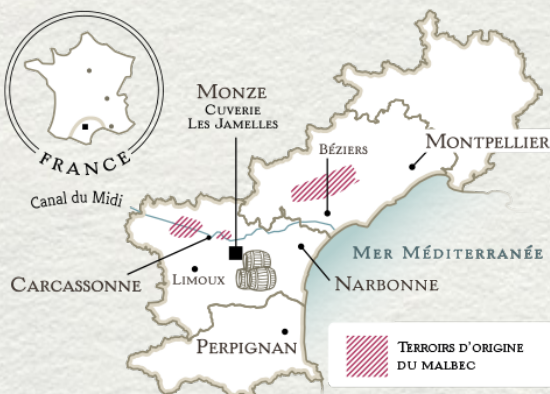 FRANCE
Canal du Midi
MONZE
CUVERIE
LES JAMELLES
BÉZIERS
MONTPELLIER
MER MÉDITERRANÉE
CARCASSONNE
LIMOUX
NARBONNE
PERPIGNAN
TERROIRS D'ORIGINE
DU MALBEC